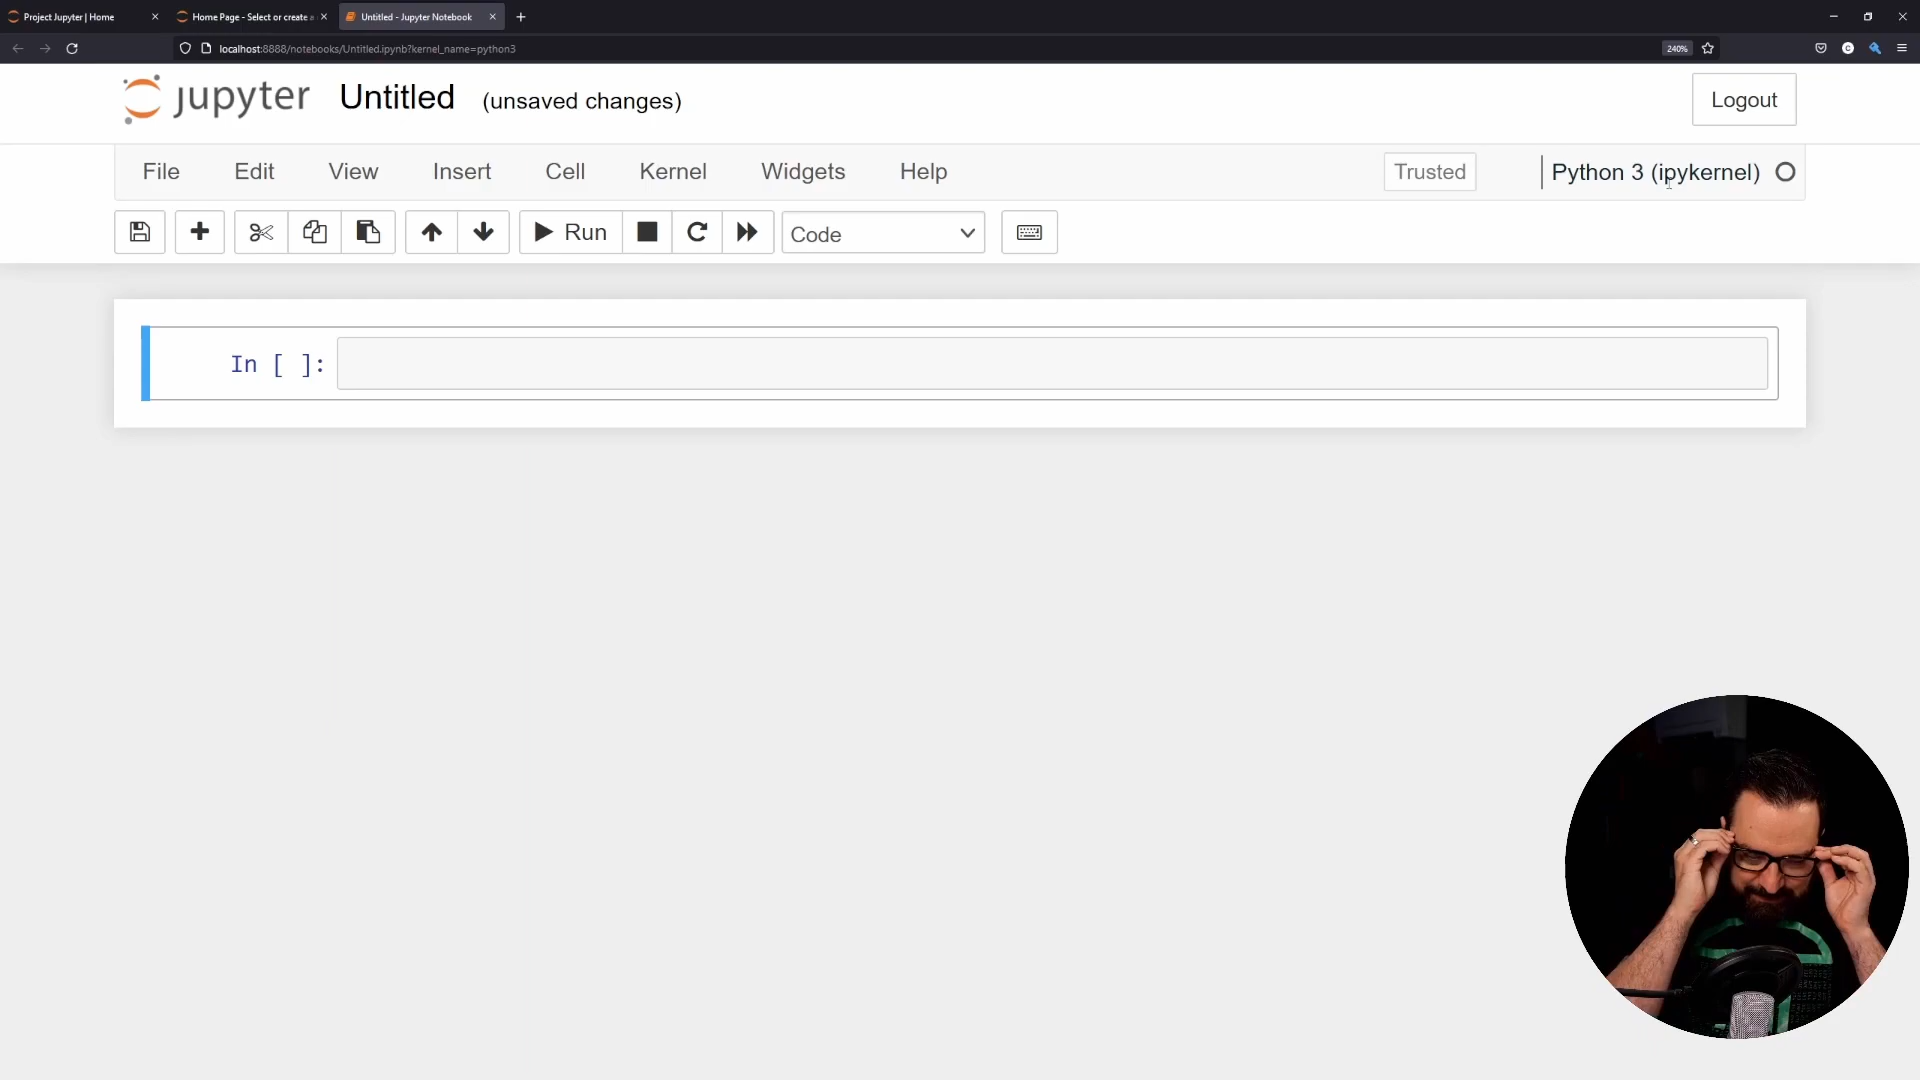 Project Jupyter | Home
Home Page - Select or create a
Untitled - Jupyter Notebook
localhost:8888/notebooks/Untitled.ipynb?kernel_name=python3
240%
jupyter
Untitled
(unsaved changes)
Logout
File
Edit
View
Insert
Cell
Kernel
Widgets
Help
Trusted
Python 3 (ipykernel)
Run
Code
In [ ]: